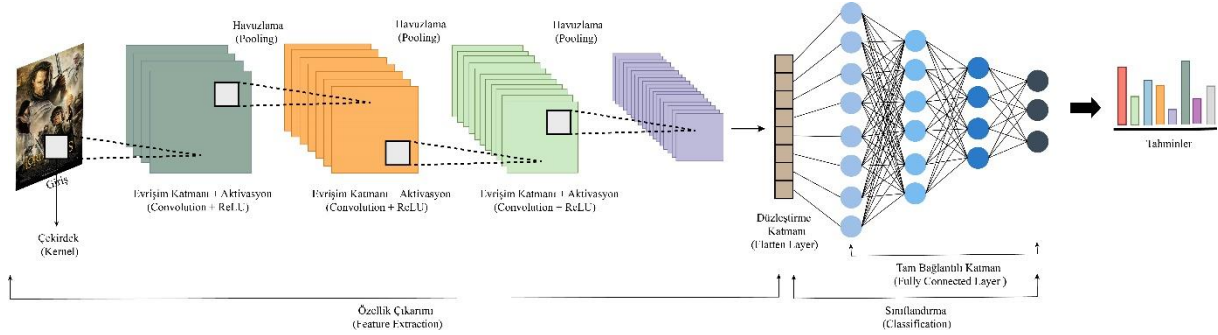 Havuzlama
(Pooling)
Havuzlama
(Pooling)
Havuzlama
(Pooling)
Giriş
Çekirdek
(Kernel)
Evrişim Katmanı + Aktivasyon
(Convolution + ReLU)
Evrişim Katmanı – Aktivasyon
(Convolution + ReLU)
Evrişim Katmanı + Aktivasyon
(Convolution – ReLU)
Düzleştirme
Katmanı
(Flatten Layer)
Tam Bağlantılı Katman
(Fully Connected Layer )
Tahminler
Özellik Çıkarımı
(Feature Extraction)
Sınıflandırma
(Classification)